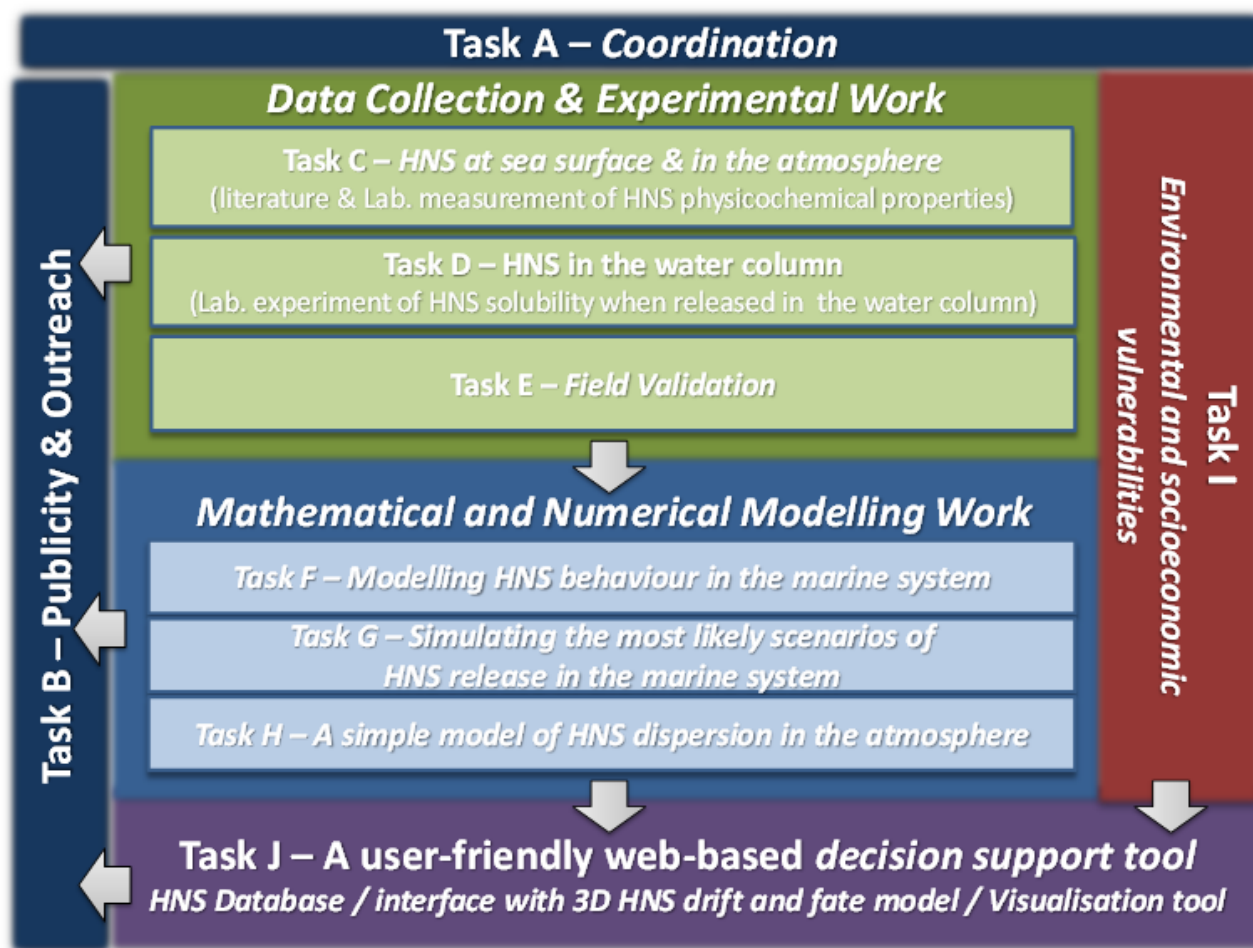 Task A – Coordination
Data Collection & Experimental Work
Task C – HNS at sea surface & in the atmosphere
(literature & Lab. measurement of HNS physicochemical properties)
Task D – HNS in the water column
(Lab. experiment of HNS solubility when released in the water column)
Task E – Field Validation
Mathematical and Numerical Modelling Work
Task F – Modelling HNS behaviour in the marine system
Task G – Simulating the most likely scenarios of
HNS release in the marine system
Task H – A simple model of HNS dispersion in the atmosphere
Task B – Publicity & Outreach
Task I
Environmental and socioeconomic
vulnerabilities
Task J – A user-friendly web-based decision support tool
HNS Database / interface with 3D HNS drift and fate model / Visualisation tool